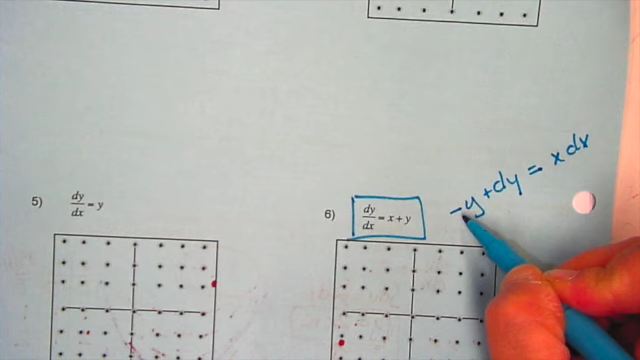 5) dy/dx = y
6) dy/dx = x + y
-y + dy = x dx